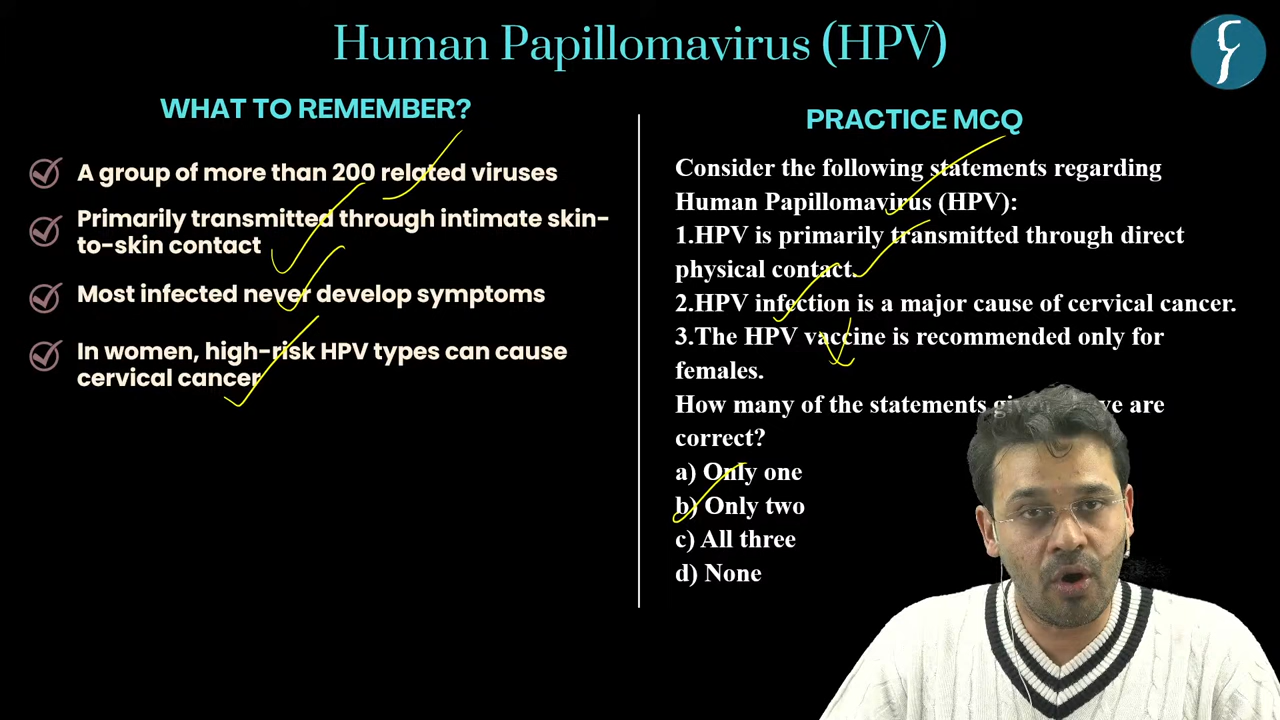 Human Papillomavirus (HPV)
WHAT TO REMEMBER?
A group of more than 200 related viruses
Primarily transmitted through intimate skin-
to-skin contact
Most infected never develop symptoms
In women, high-risk HPV types can cause
cervical cancer
PRACTICE MCQ
Consider the following statements regarding
Human Papillomavirus (HPV):
1.HPV is primarily transmitted through direct
physical contact.
2.HPV infection is a major cause of cervical cancer.
3.The HPV vaccine is recommended only for
females.
How many of the statements given above are
correct?
a) Only one
b) Only two
c) All three
d) None